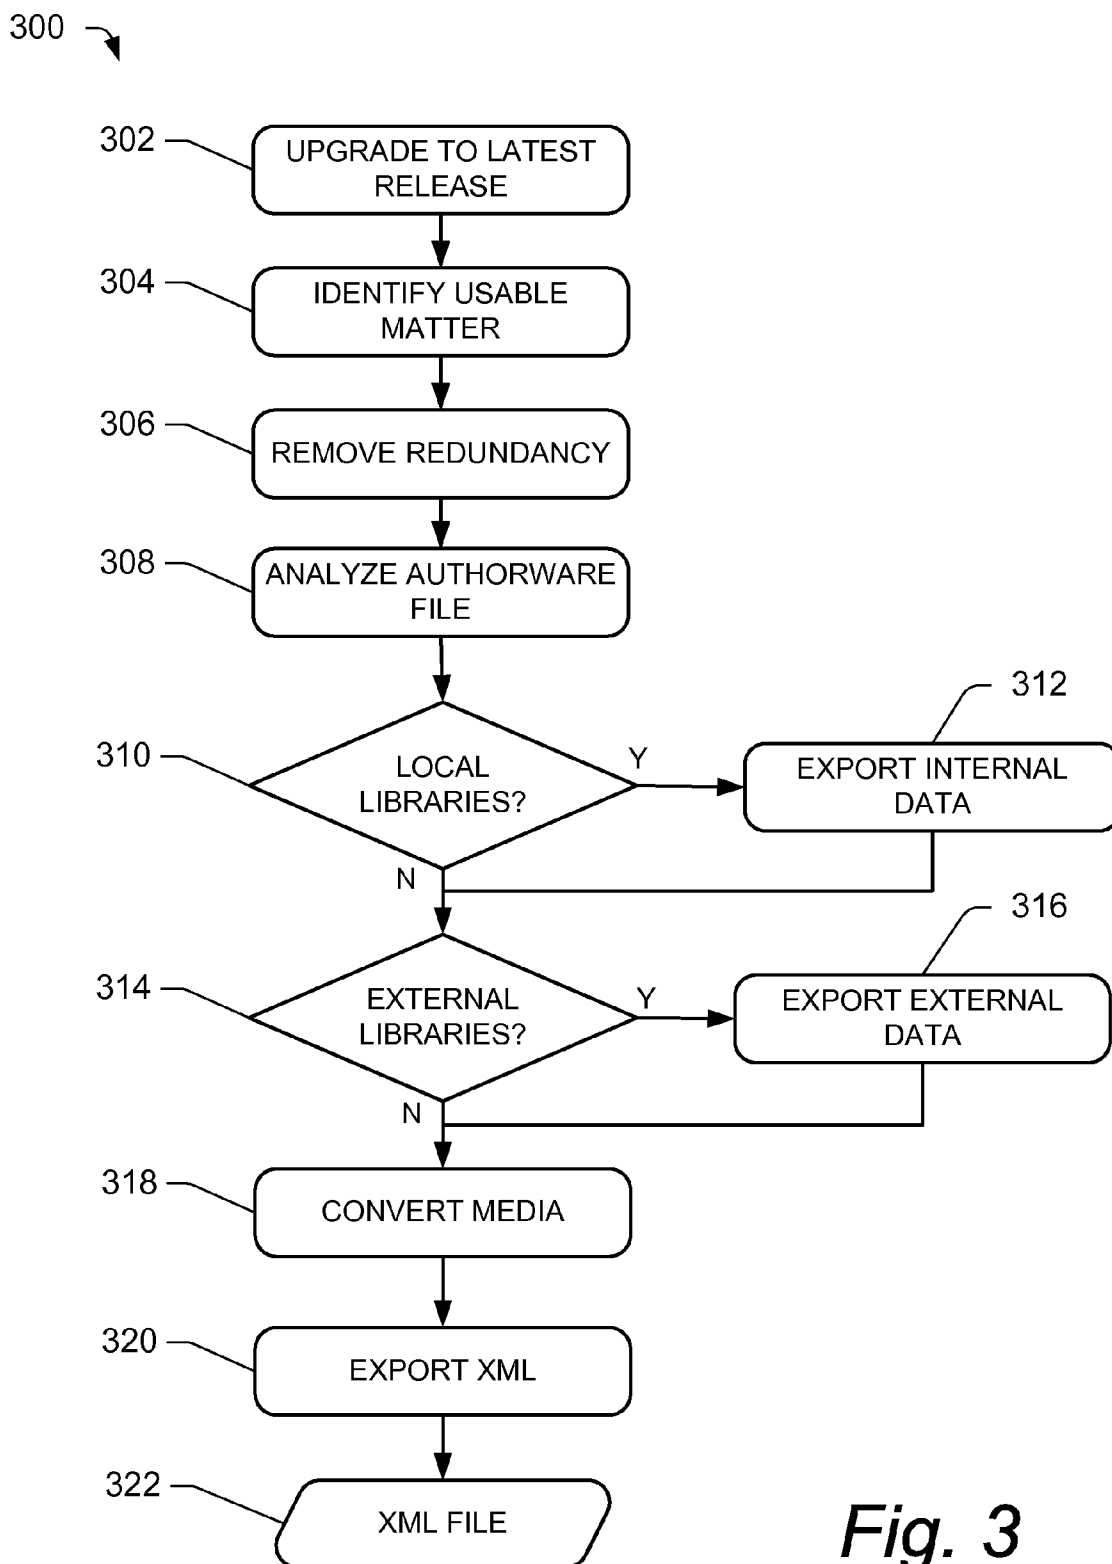 300
302
UPGRADE TO LATEST
RELEASE
304
IDENTIFY USABLE
MATTER
306
REMOVE REDUNDANCY
308
ANALYZE AUTHORWARE
FILE
310
LOCAL
LIBRARIES?
Y
312
EXPORT INTERNAL
DATA
N
314
EXTERNAL
LIBRARIES?
Y
316
EXPORT EXTERNAL
DATA
N
318
CONVERT MEDIA
320
EXPORT XML
322
XML FILE
Fig. 3